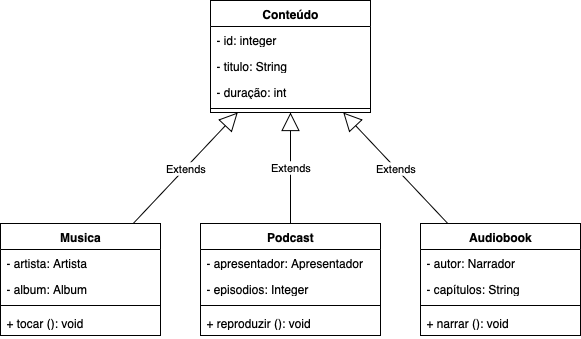 Conteúdo
- id: integer
- titulo: String
- duração: int
Extends
Extends
Extends
Musica
- artista: Artista
- album: Album
+ tocar (): void
Podcast
- apresentador: Apresentador
- episodios: Integer
+ reproduzir (): void
Audiobook
- autor: Narrador
- capítulos: String
+ narrar (): void